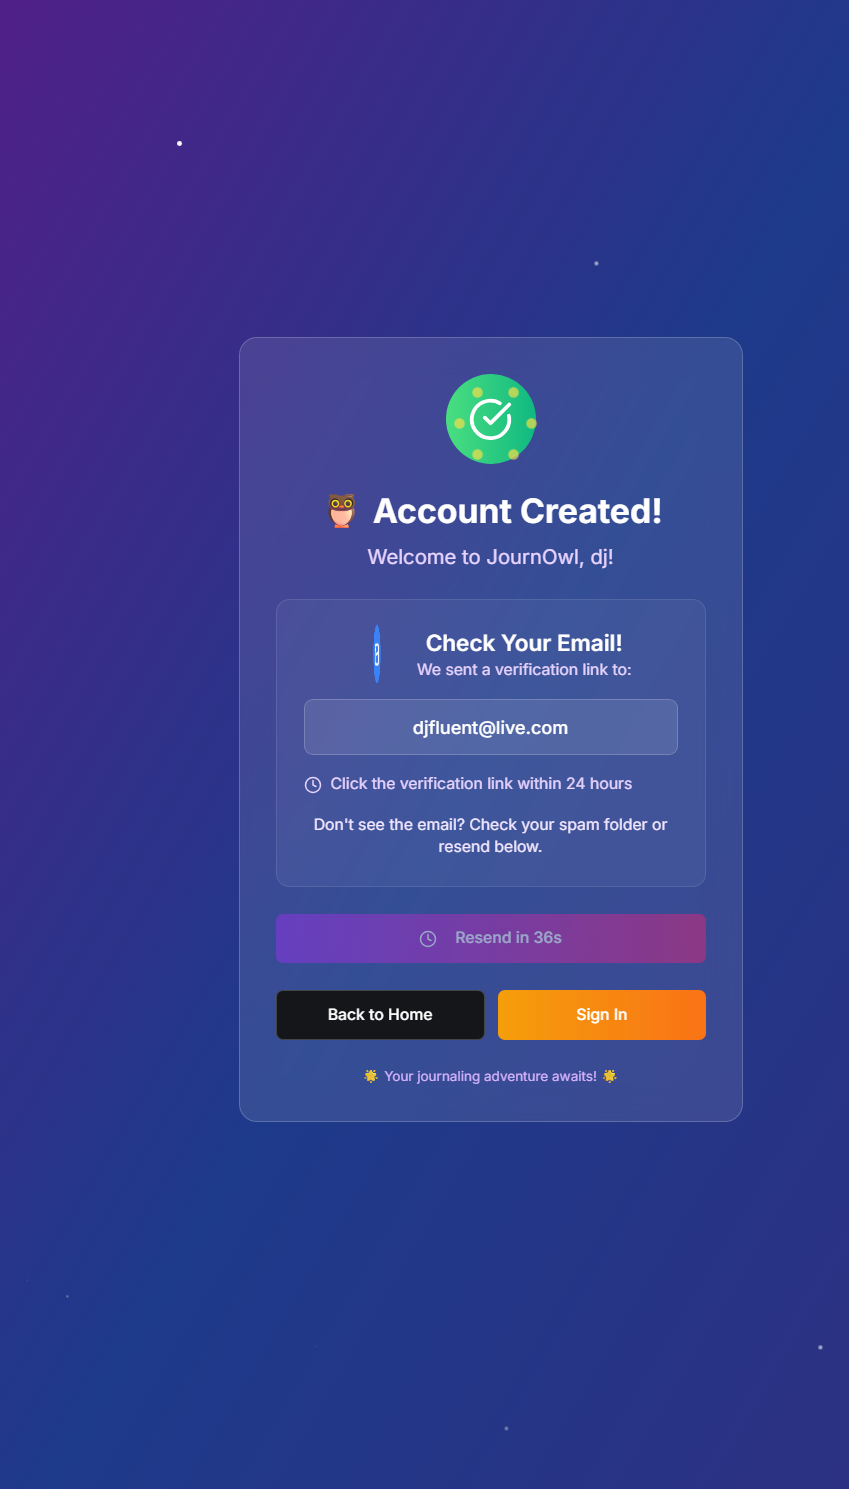 Account Created!
Welcome to JournOwl, dj!
Check Your Email!
We sent a verification link to:
djfluent@live.com
Click the verification link within 24 hours
Don't see the email? Check your spam folder or
resend below.
Resend in 36s
Back to Home
Sign In
🌟 Your journaling adventure awaits! 🌟